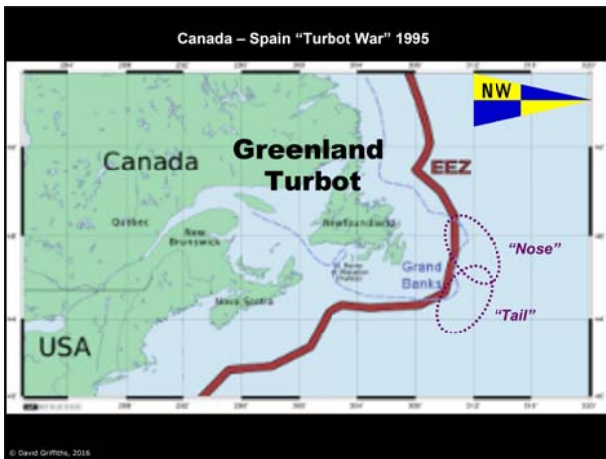 Canada – Spain “Turbot War” 1995
NW
Greenland
Turbot
Canada
EEZ
Quebec
New
Brunswick
Newfoundland
“Nose”
Grand
Banks
Nova Scotia
“Tail”
USA
© David Griffiths, 2016